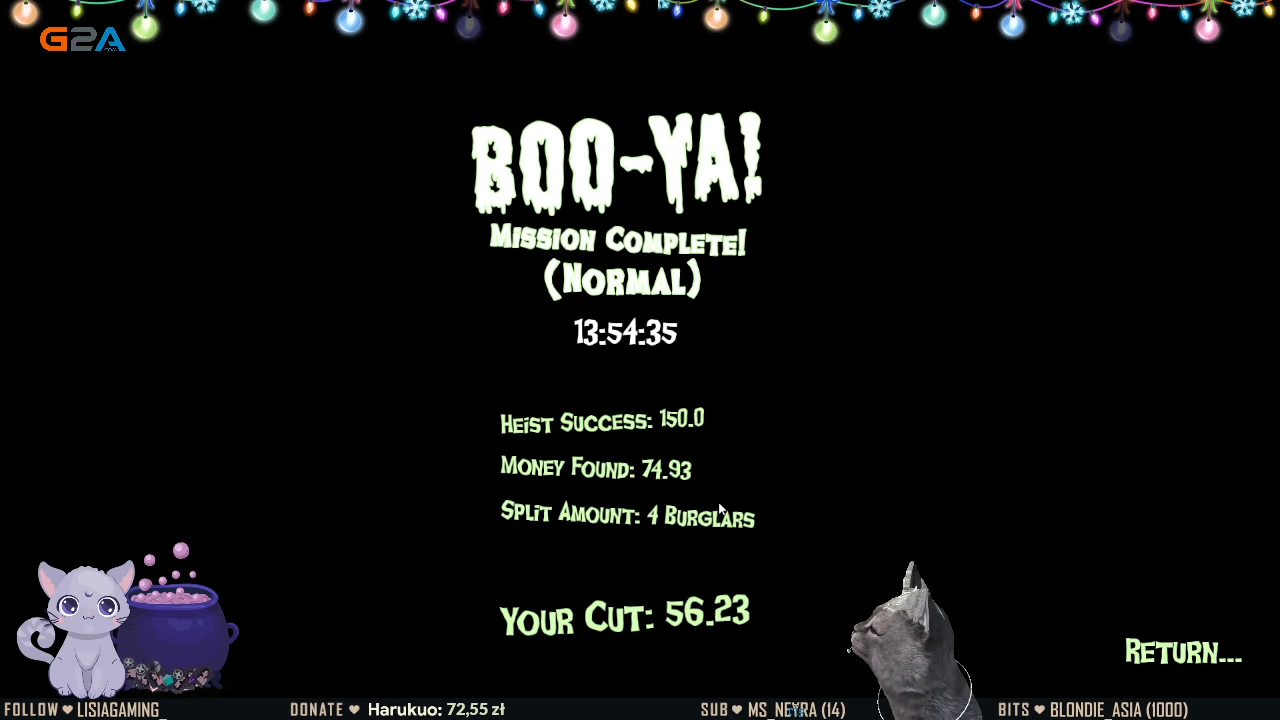 G2A
.COM
BOO-YA!
MISSION COMPLETE!
(NORMAL)
13:54:35
HEIST SUCCESS: 150.0
MONEY FOUND: 74.93
SPLIT AMOUNT: 4 BURGLARS
YOUR CUT: 56.23
RETURN...
FOLLOW ♥ LISIAGAMING_ DONATE ♥ Harukuo: 72,55 zł SUB ♥ MS_NEYRA (14) BITS ♥ BLONDIE_ASIA (1000)